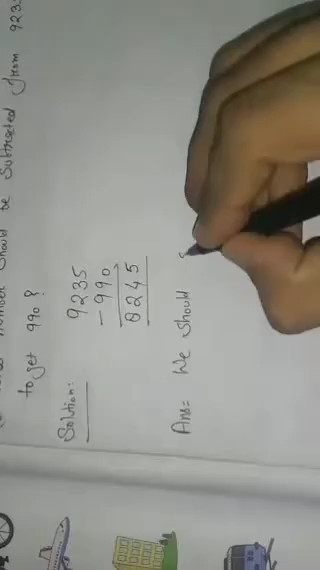 number should be subtracted from 923
to get 990 ?
Solution:
9235
- 990
8245
Ans= We should